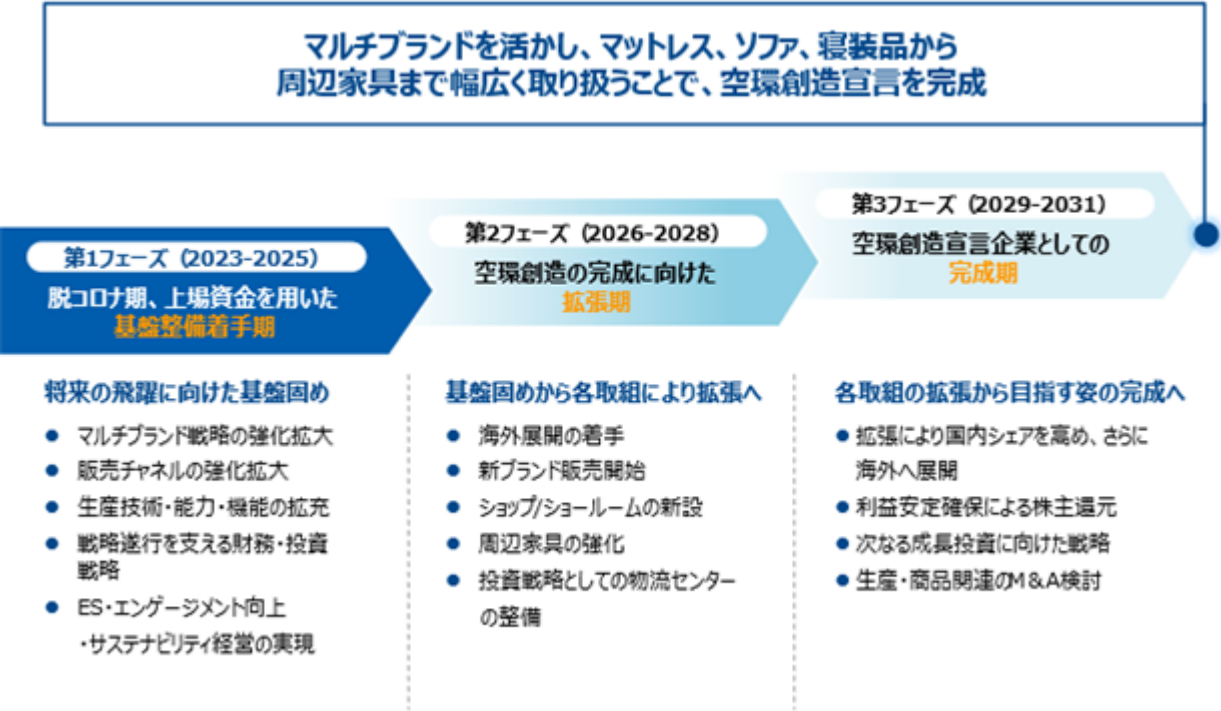 マルチブランドを活かし、マットレス、ソファ、寝装品から
周辺家具まで幅広く取り扱うことで、空環創造宣言を完成
第1フェーズ（2023-2025）
脱コロナ期、上場資金を用いた
基盤整備着手期
第2フェーズ（2026-2028）
空環創造の完成に向けた
拡張期
第3フェーズ（2029-2031）
空環創造宣言企業としての
完成期
将来の飛躍に向けた基盤固め
● マルチブランド戦略の強化拡大
● 販売チャネルの強化拡大
● 生産技術・能力・機能の拡充
● 戦略遂行を支える財務・投資
戦略
● ES・エンゲージメント向上
・サステナビリティ経営の実現
基盤固めから各取組により拡張へ
● 海外展開の着手
● 新ブランド販売開始
● ショップ/ショールームの新設
● 周辺家具の強化
● 投資戦略としての物流センター
の整備
各取組の拡張から目指す姿の完成へ
● 拡張により国内シェアを高め、さらに
海外へ展開
● 利益安定確保による株主還元
● 次なる成長投資に向けた戦略
● 生産・商品関連のM&A検討